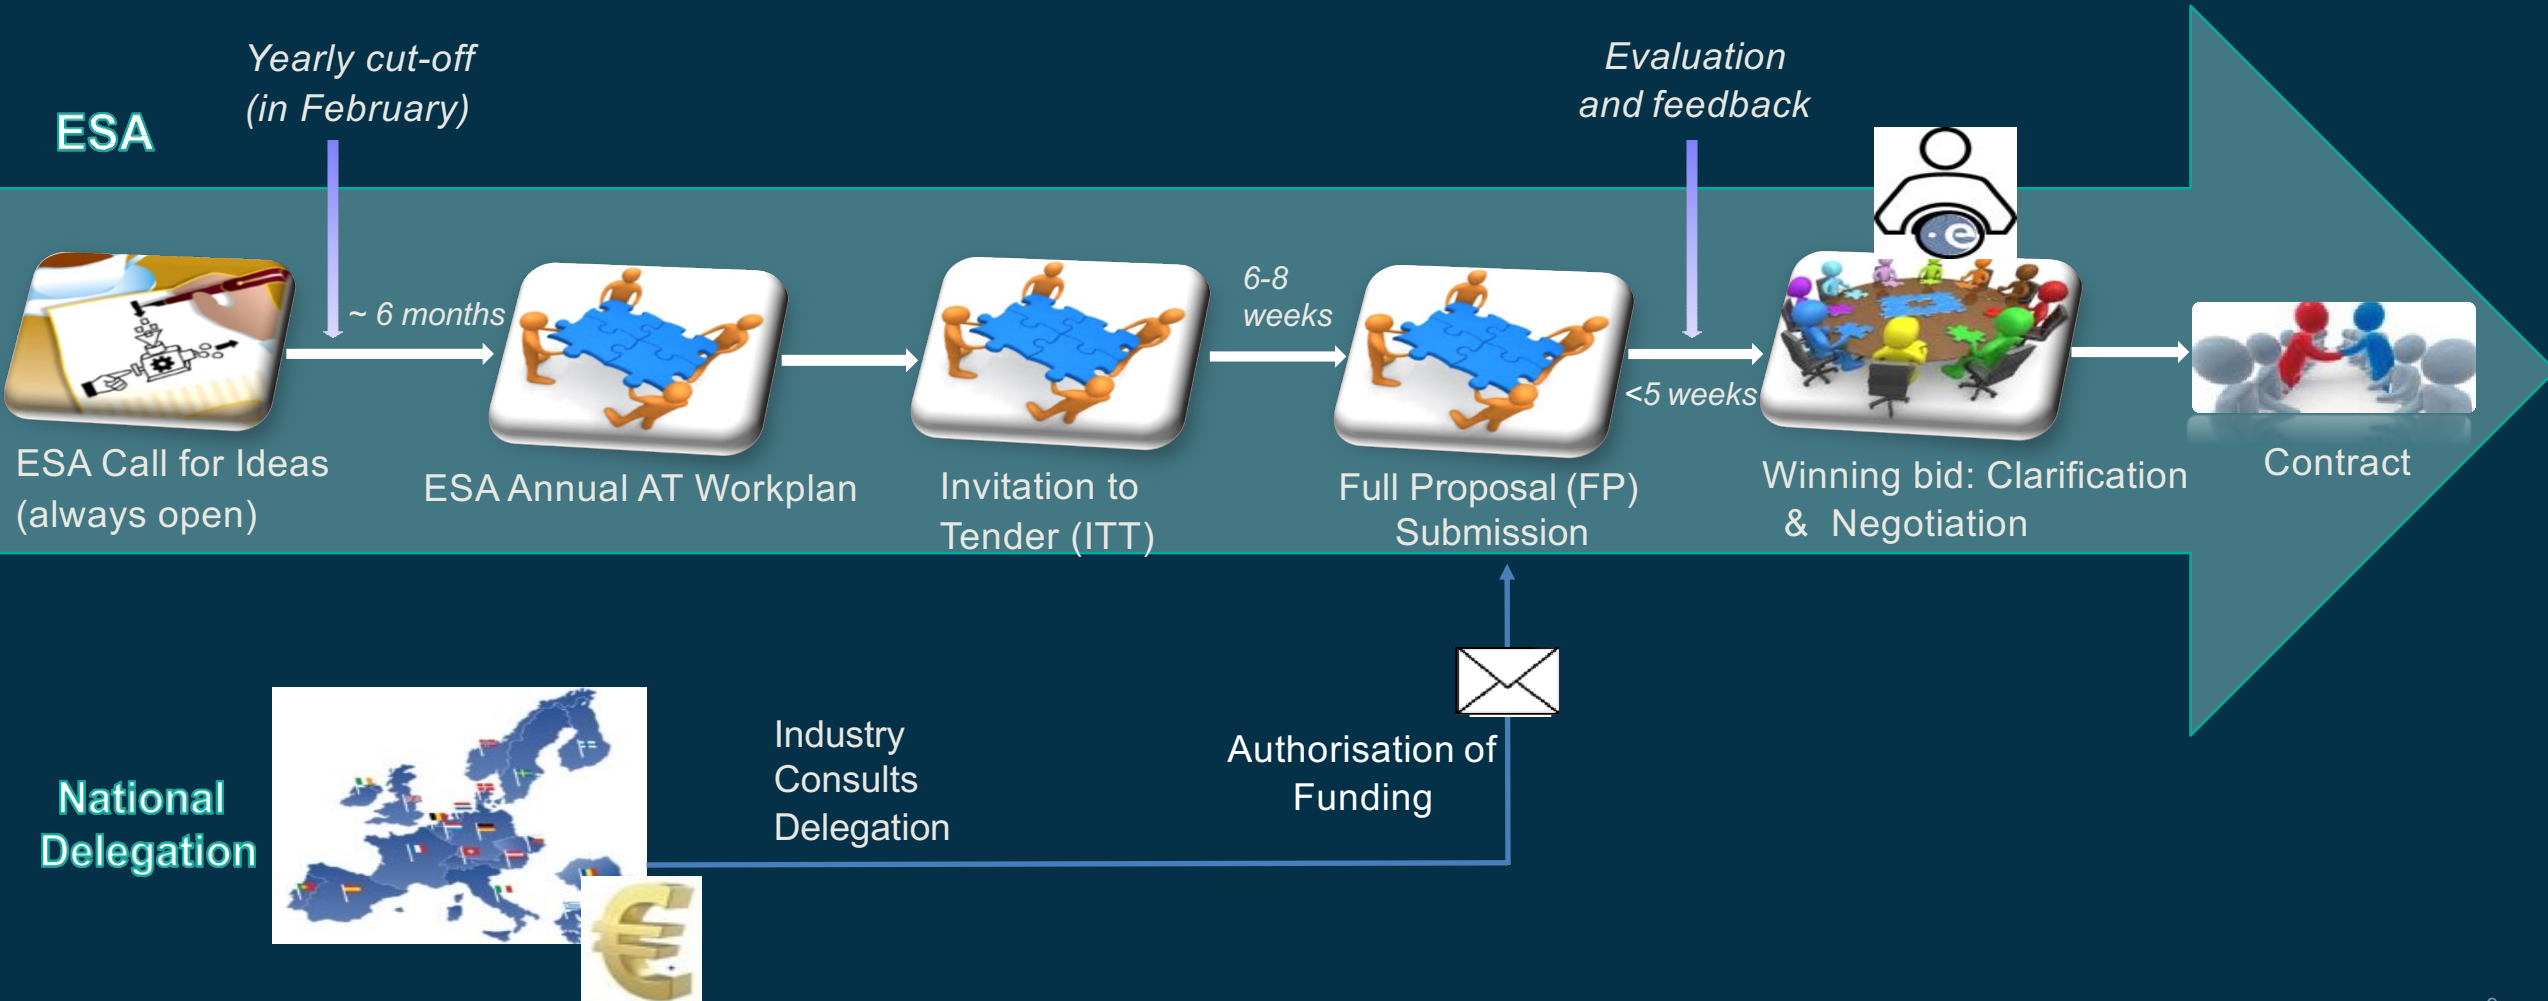 Yearly cut-off
(in February)
Evaluation
and feedback
ESA
~ 6 months
6-8
weeks
<5 weeks
ESA Call for Ideas
(always open)
ESA Annual AT Workplan
Invitation to
Tender (ITT)
Full Proposal (FP)
Submission
Winning bid: Clarification
& Negotiation
Contract
e
National
Delegation
Industry
Consults
Delegation
Authorisation of
Funding
€